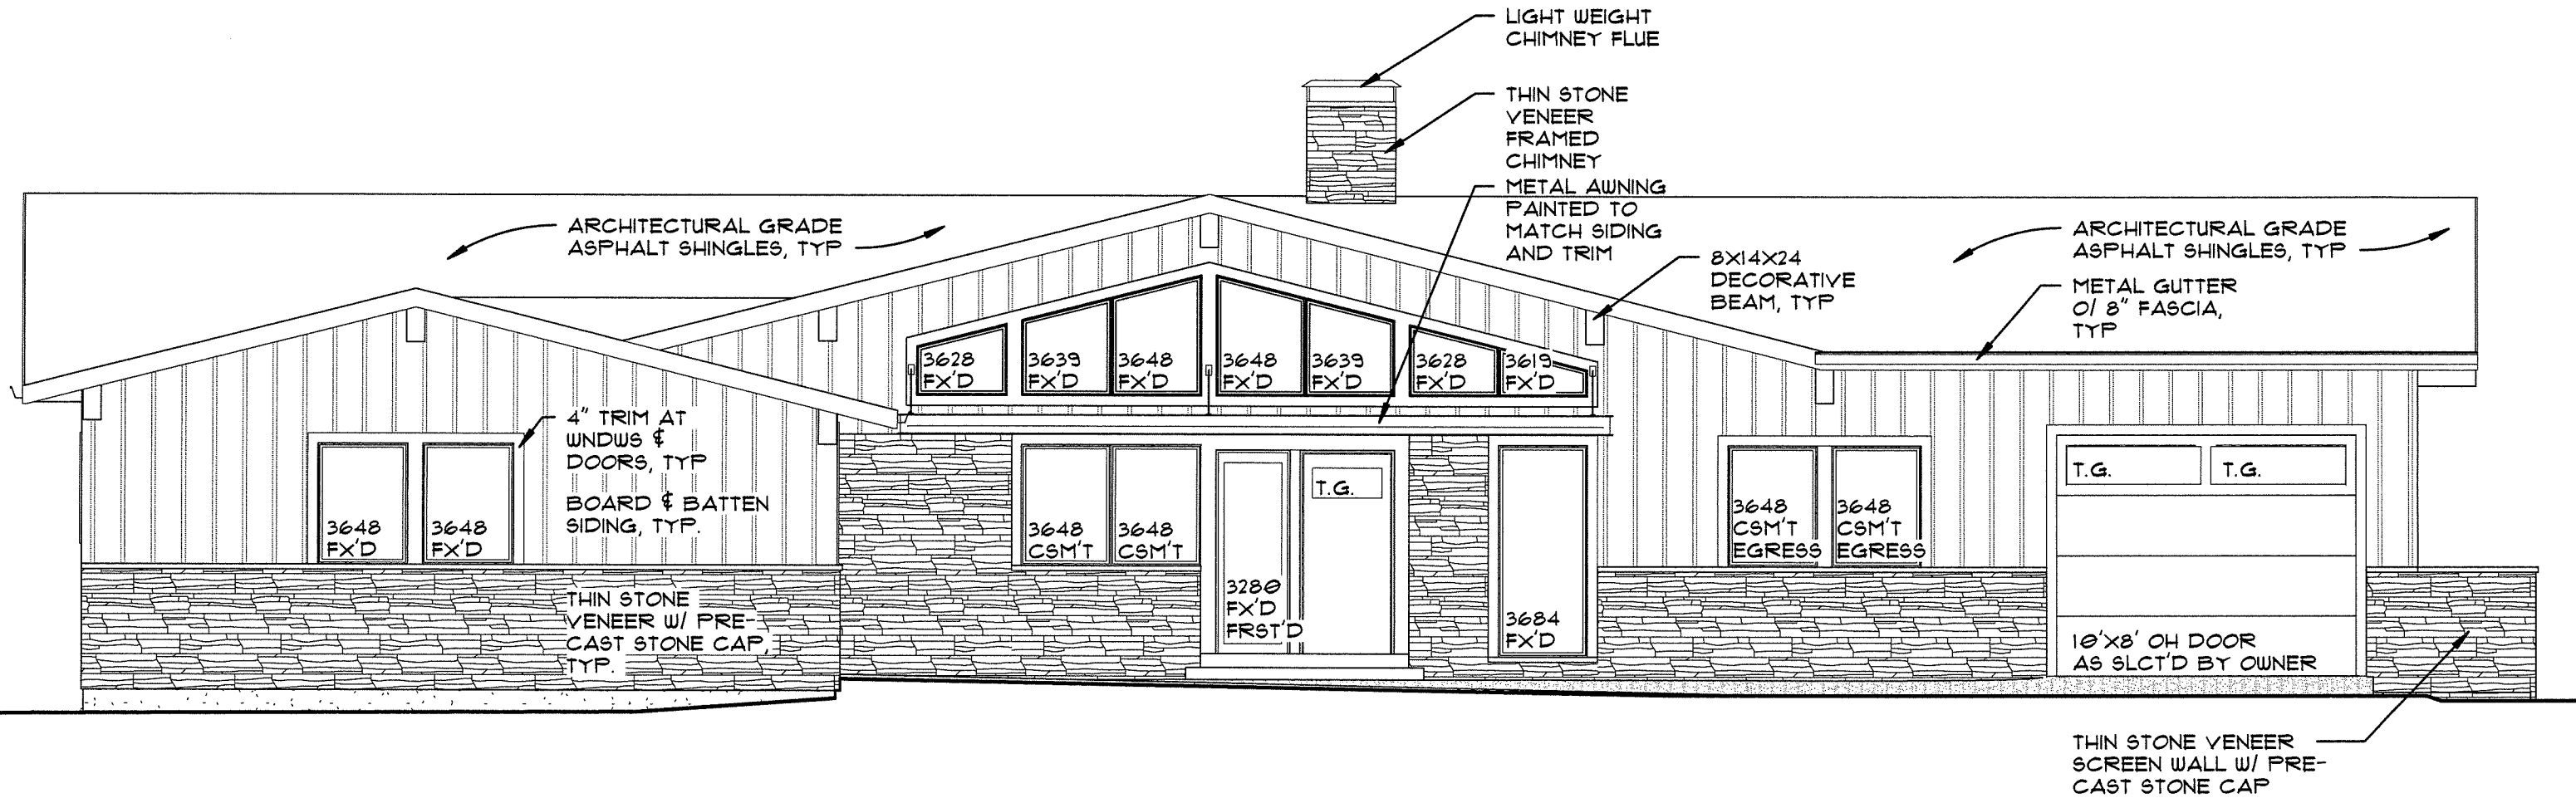 LIGHT WEIGHT
CHIMNEY FLUE
THIN STONE
VENEER
FRAMED
CHIMNEY
METAL AWNING
PAINTED TO
MATCH SIDING
AND TRIM
ARCHITECTURAL GRADE
ASPHALT SHINGLES, TYP
8X14X24
DECORATIVE
BEAM, TYP
ARCHITECTURAL GRADE
ASPHALT SHINGLES, TYP
METAL GUTTER
O/ 8" FASCIA,
TYP
3628
FX'D
3639
FX'D
3648
FX'D
3648
FX'D
3639
FX'D
3628
FX'D
3619
FX'D
4" TRIM AT
WNDWS &
DOORS, TYP
BOARD & BATTEN
SIDING, TYP.
3648
FX'D
3648
FX'D
3648
CSM'T
3648
CSM'T
T.G.
3280
FX'D
FRST'D
3684
FX'D
3648
CSM'T
EGRESS
3648
CSM'T
EGRESS
T.G.
T.G.
10'X8' OH DOOR
AS SLCT'D BY OWNER
THIN STONE
VENEER W/ PRE-
CAST STONE CAP,
TYP.
THIN STONE VENEER
SCREEN WALL W/ PRE-
CAST STONE CAP